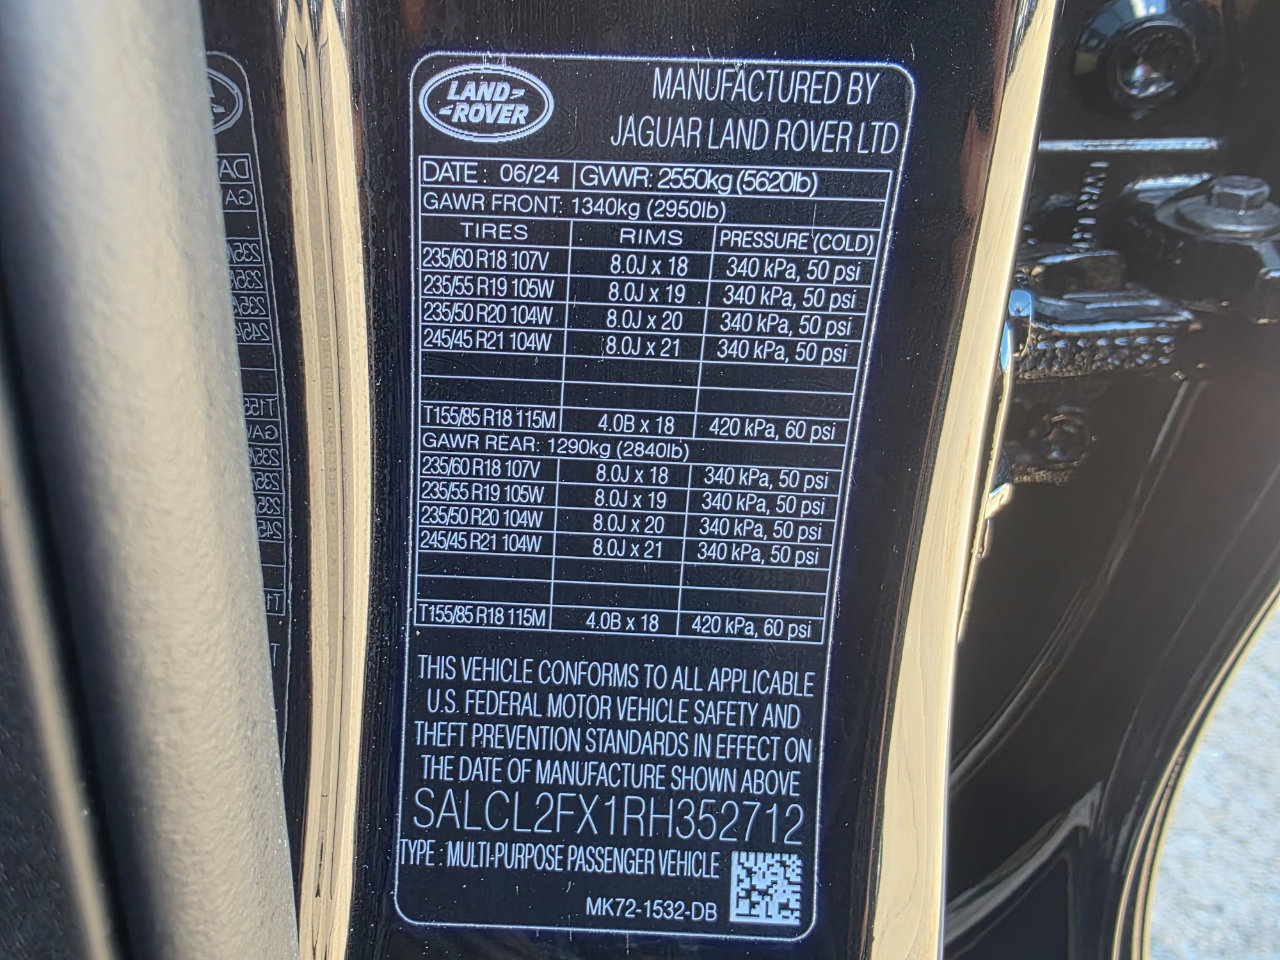 LAND
ROVER
MANUFACTURED BY
JAGUAR LAND ROVER LTD
DATE : 06/24 GVWR: 2550kg (5620lb)
GAWR FRONT: 1340kg (2950lb)
TIRES RIMS PRESSURE (COLD)
235/60 R18 107V 8.0J x 18 340 kPa, 50 psi
235/55 R19 105W 8.0J x 19 340 kPa, 50 psi
235/50 R20 104W 8.0J x 20 340 kPa, 50 psi
245/45 R21 104W 8.0J x 21 340 kPa, 50 psi
T155/85 R18 115M 4.0B x 18 420 kPa, 60 psi
GAWR REAR: 1290kg (2840lb)
235/60 R18 107V 8.0J x 18 340 kPa, 50 psi
235/55 R19 105W 8.0J x 19 340 kPa, 50 psi
235/50 R20 104W 8.0J x 20 340 kPa, 50 psi
245/45 R21 104W 8.0J x 21 340 kPa, 50 psi
T155/85 R18 115M 4.0B x 18 420 kPa, 60 psi
THIS VEHICLE CONFORMS TO ALL APPLICABLE
U.S. FEDERAL MOTOR VEHICLE SAFETY AND
THEFT PREVENTION STANDARDS IN EFFECT ON
THE DATE OF MANUFACTURE SHOWN ABOVE
SALCL2FX1RH352712
TYPE : MULTI-PURPOSE PASSENGER VEHICLE
MK72-1532-DB